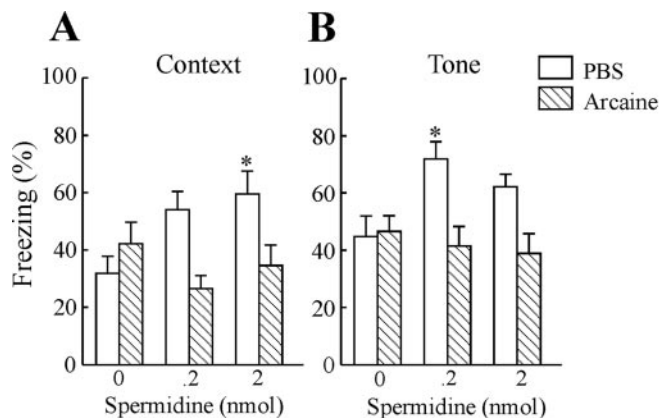 A
B
Context
Tone
PBS
Arcaine
Freezing (%)
100
80
60
40
20
0
*
0
.2
2
Spermidine (nmol)
100
80
60
40
20
0
*
0
.2
2
Spermidine (nmol)